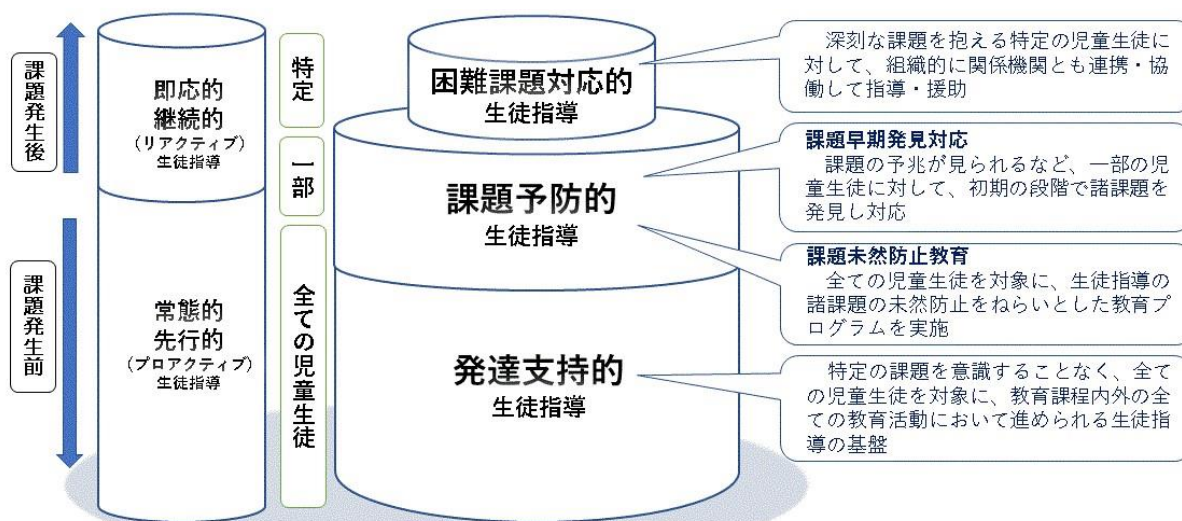 課題発生後
課題発生前
即応的
継続的
(リアクティブ)
生徒指導
常態的
先行的
(プロアクティブ)
生徒指導
特定
一部
全ての児童生徒
困難課題対応的
生徒指導
課題予防的
生徒指導
発達支持的
生徒指導
深刻な課題を抱える特定の児童生徒に
対して、組織的に関係機関とも連携・協
働して指導・援助
課題早期発見対応
課題の予兆が見られるなど、一部の児
童生徒に対して、初期の段階で諸課題を
発見し対応
課題未然防止教育
全ての児童生徒を対象に、生徒指導の
諸課題の未然防止をねらいとした教育プ
ログラムを実施
特定の課題を意識することなく、全て
の児童生徒を対象に、教育課程内外の全
ての教育活動において進められる生徒指
導の基盤